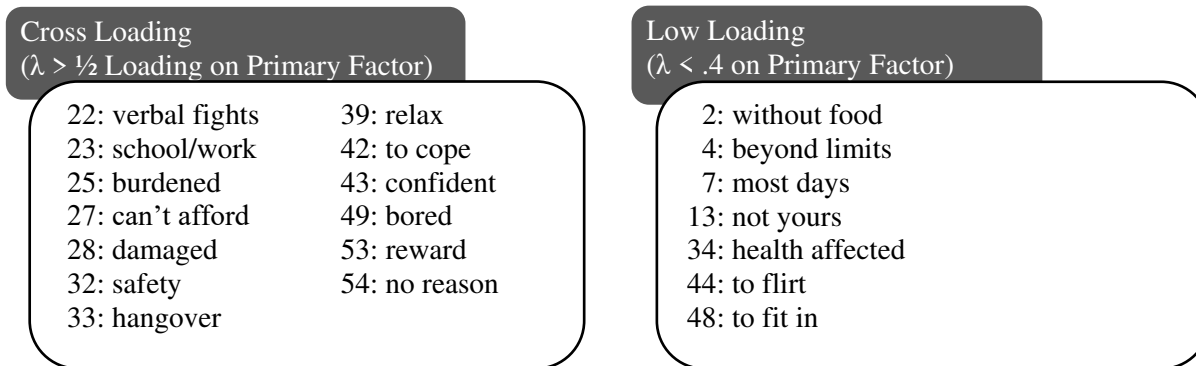 Cross Loading
(λ > ½ Loading on Primary Factor)
22: verbal fights
23: school/work
25: burdened
27: can’t afford
28: damaged
32: safety
33: hangover
39: relax
42: to cope
43: confident
49: bored
53: reward
54: no reason
Low Loading
(λ < .4 on Primary Factor)
2: without food
4: beyond limits
7: most days
13: not yours
34: health affected
44: to flirt
48: to fit in